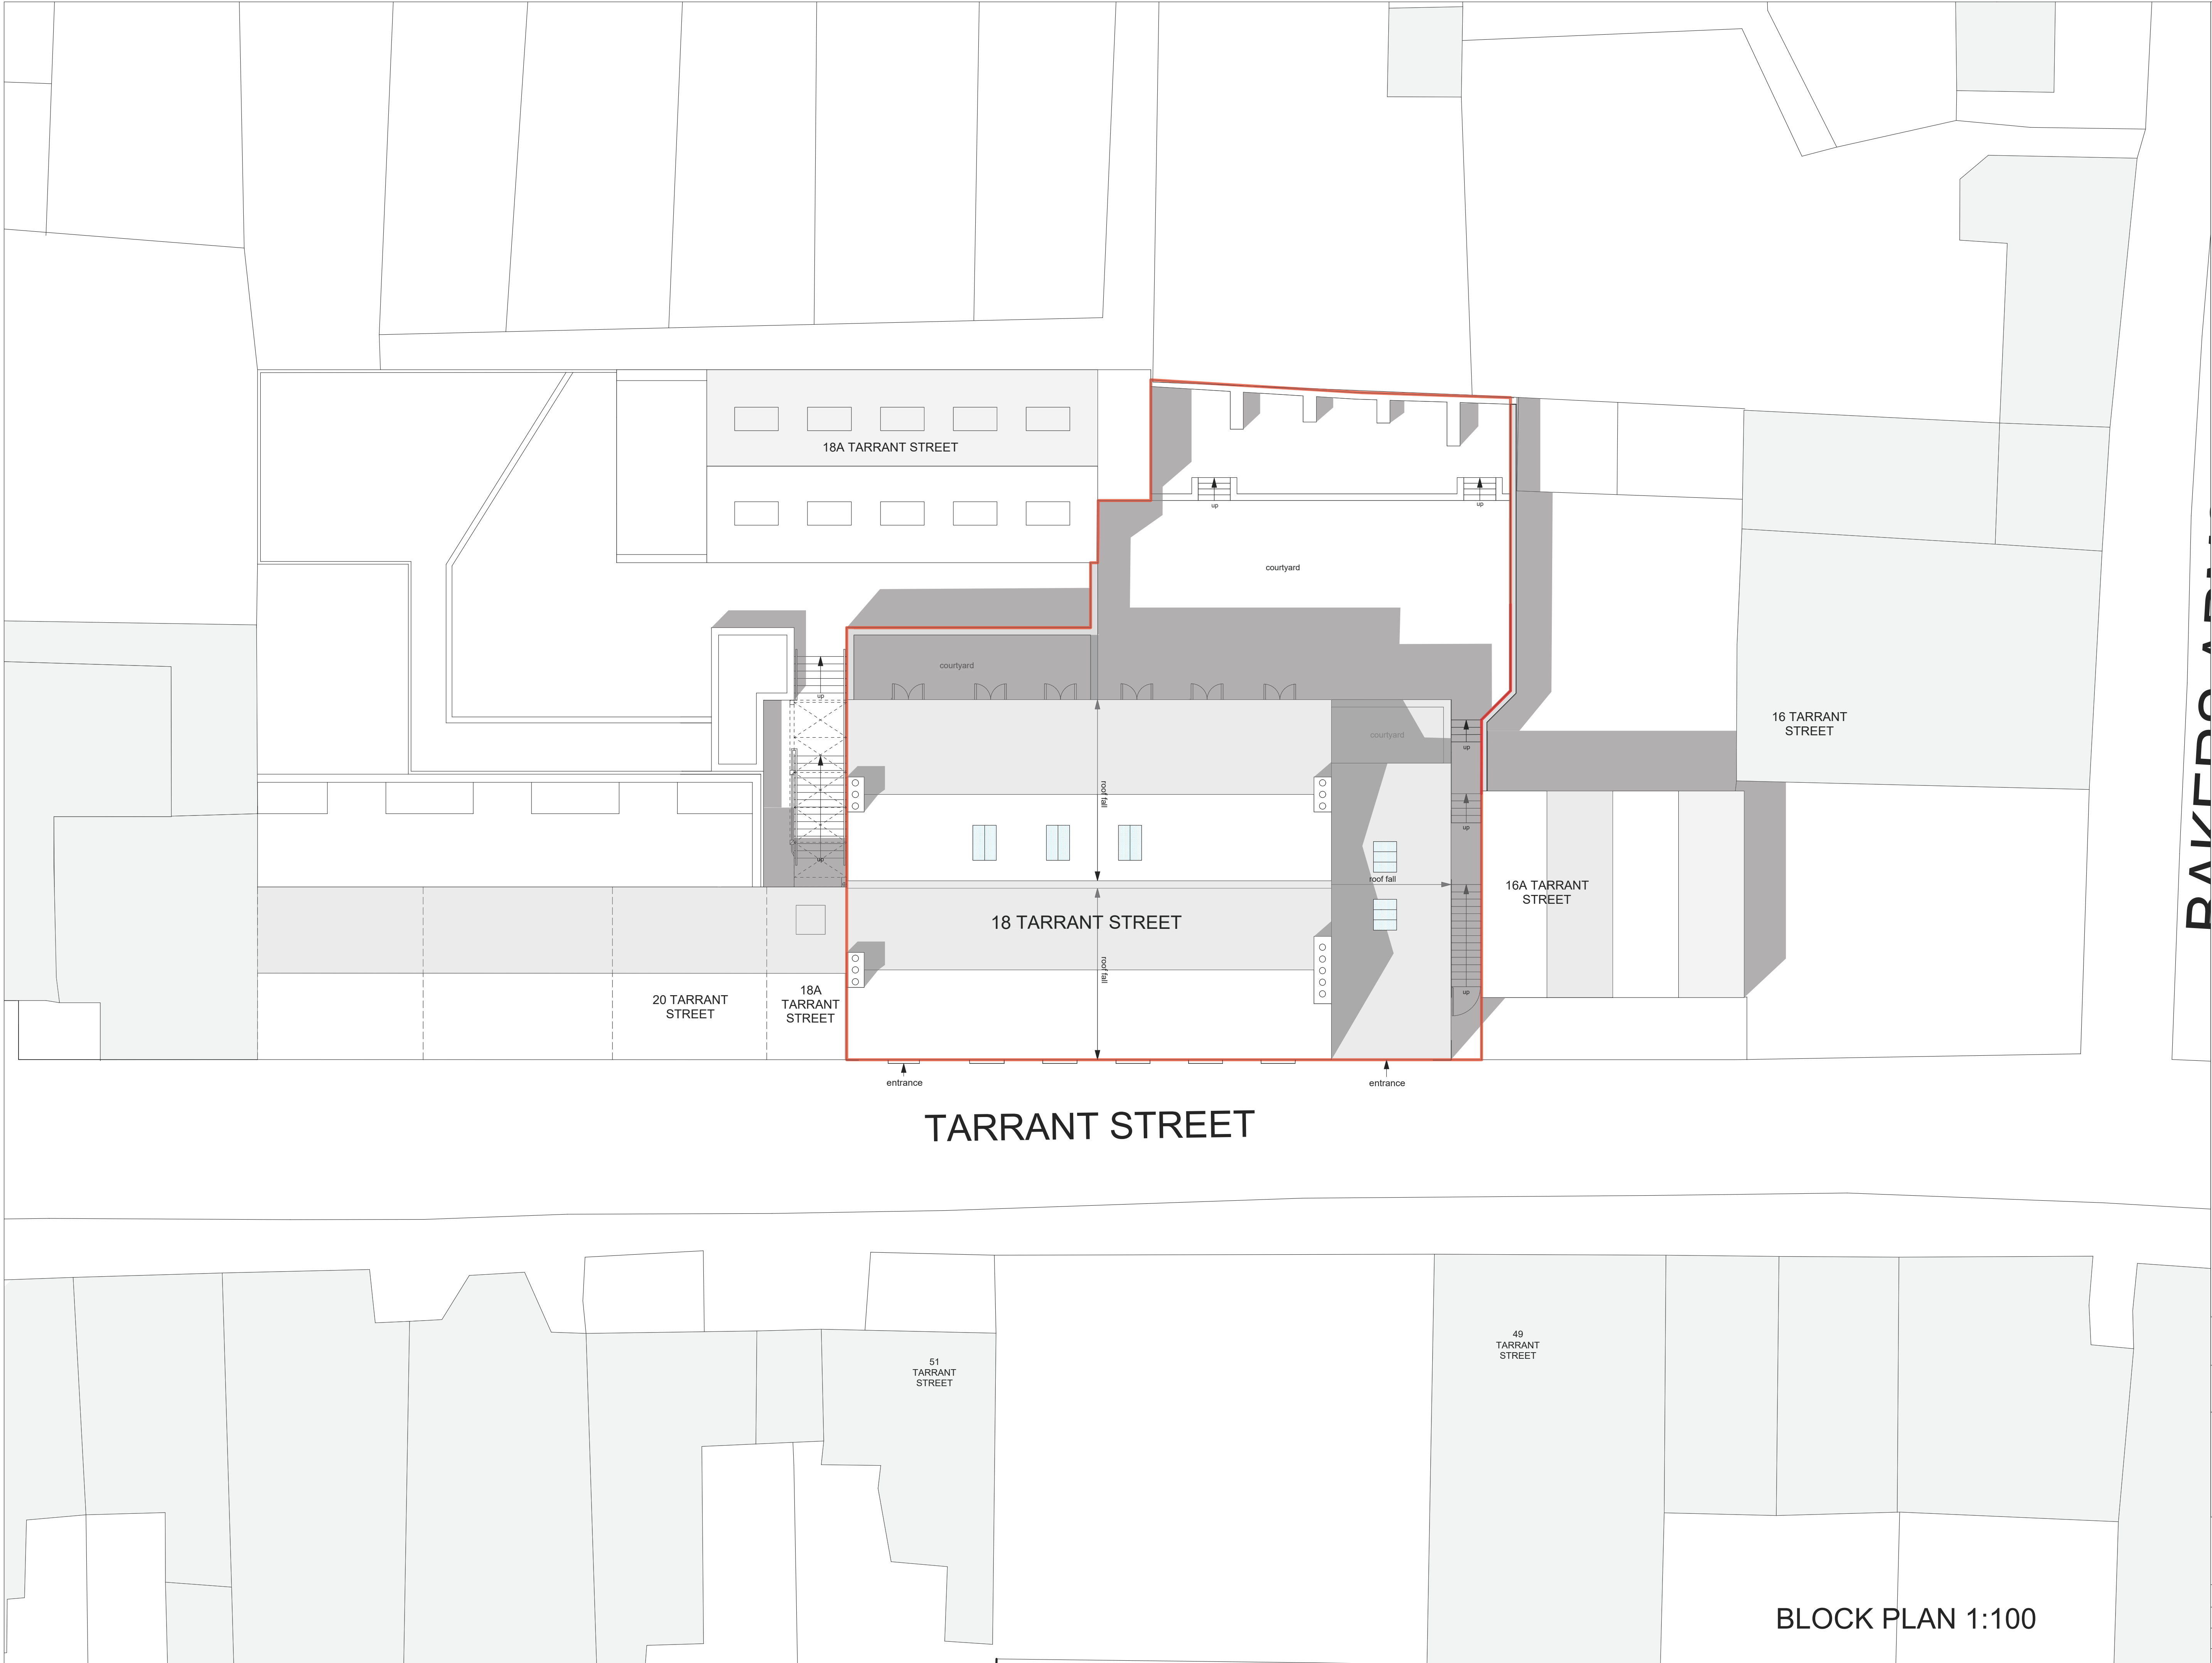 18A TARRANT STREET
up
up
courtyard
courtyard
up
courtyard
16 TARRANT
STREET
up
roof fall
up
up
roof fall
16A TARRANT
STREET
18 TARRANT STREET
roof fall
up
20 TARRANT
STREET
18A
TARRANT
STREET
entrance
entrance
TARRANT STREET
49
TARRANT
STREET
51
TARRANT
STREET
BLOCK PLAN 1:100